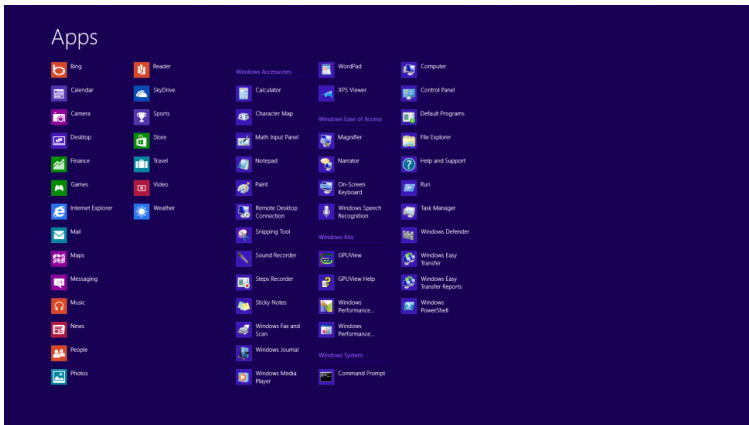 Apps
Bing
Calendar
Camera
Desktop
Finance
Games
Internet Explorer
Mail
Maps
Messaging
Music
News
People
Photos
Reader
SkyDrive
Sports
Store
Travel
Video
Weather
Windows Accessories
Calculator
Character Map
Math Input Panel
Notepad
Paint
Remote Desktop
Connection
Snipping Tool
Sound Recorder
Steps Recorder
Sticky Notes
Windows Fax and
Scan
Windows Journal
Windows Media
Player
WordPad
XPS Viewer
Windows Ease of Access
Magnifier
Narrator
On-Screen
Keyboard
Windows Speech
Recognition
Windows Kits
GPUView
GPUView Help
Windows
Performance...
Windows
Performance...
Windows System
Command Prompt
Computer
Control Panel
Default Programs
File Explorer
Help and Support
Run
Task Manager
Windows Defender
Windows Easy
Transfer
Windows Easy
Transfer Reports
Windows
PowerShell